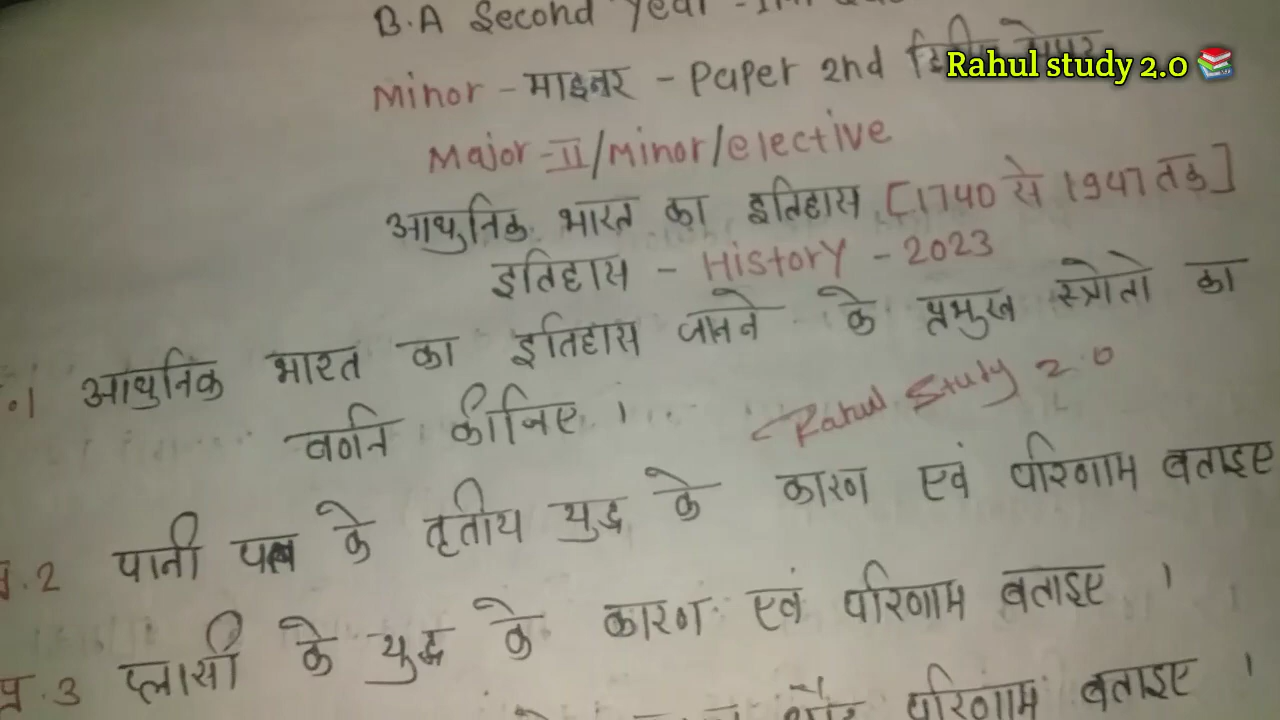 B.A Second Year -
Minor - माइनर - Paper 2nd
Rahul study 2.0 📚
Major-II/Minor/elective
आधुनिक भारत का इतिहास [1740 से 1947 तक]
इतिहास - History - 2023
.1 आधुनिक भारत का इतिहास जानने के प्रमुख स्त्रोतो का
वर्णन कीजिए ।
Rahul Study 2.0
प्र.2 पानी पत के तृतीय युद्ध के कारण एवं परिणाम बताइए
प्र.3 प्लासी के युद्ध के कारण एवं परिणाम बताइए ।
और परिणाम बताइए ।